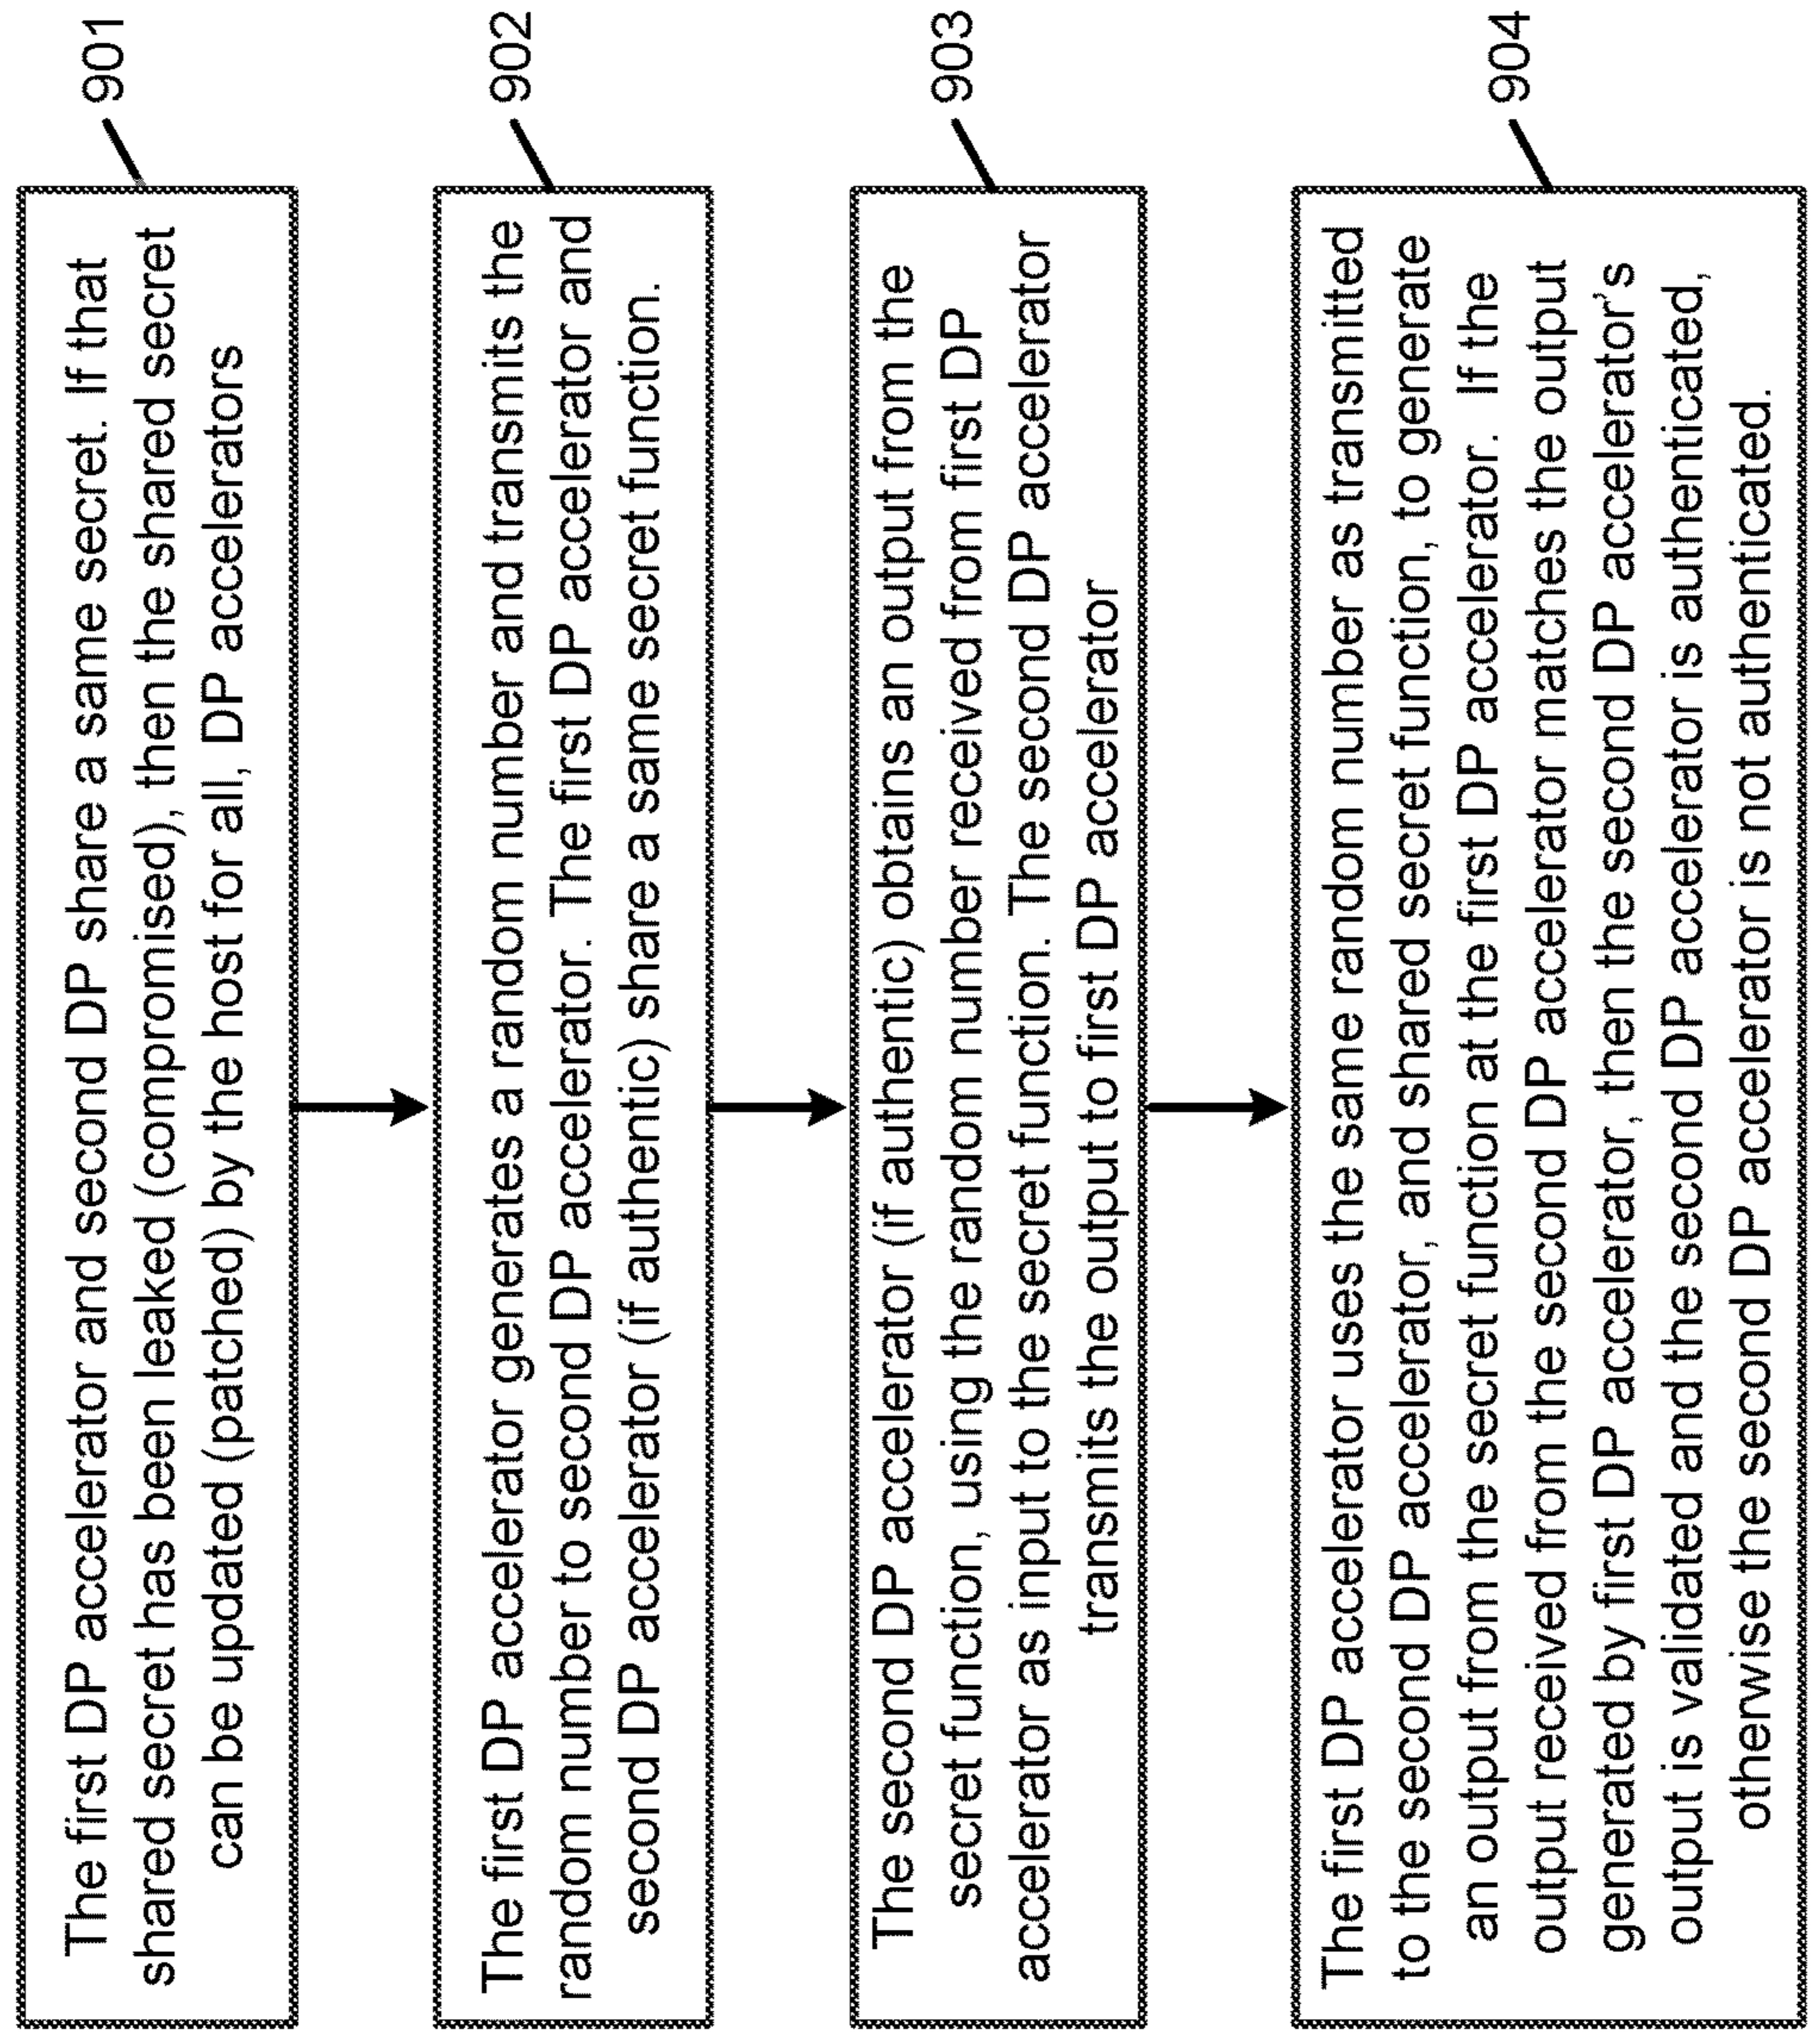 The first DP accelerator and second DP share a same secret. If that
shared secret has been leaked (compromised), then the shared secret
can be updated (patched) by the host for all, DP accelerators
901
The first DP accelerator generates a random number and transmits the
random number to second DP accelerator. The first DP accelerator and
second DP accelerator (if authentic) share a same secret function.
902
The second DP accelerator (if authentic) obtains an output from the
secret function, using the random number received from first DP
accelerator as input to the secret function. The second DP accelerator
transmits the output to first DP accelerator
903
The first DP accelerator uses the same random number as transmitted
to the second DP accelerator, and shared secret function, to generate
an output from the secret function at the first DP accelerator. If the
output received from the second DP accelerator matches the output
generated by first DP accelerator, then the second DP accelerator's
output is validated and the second DP accelerator is authenticated,
otherwise the second DP accelerator is not authenticated.
904